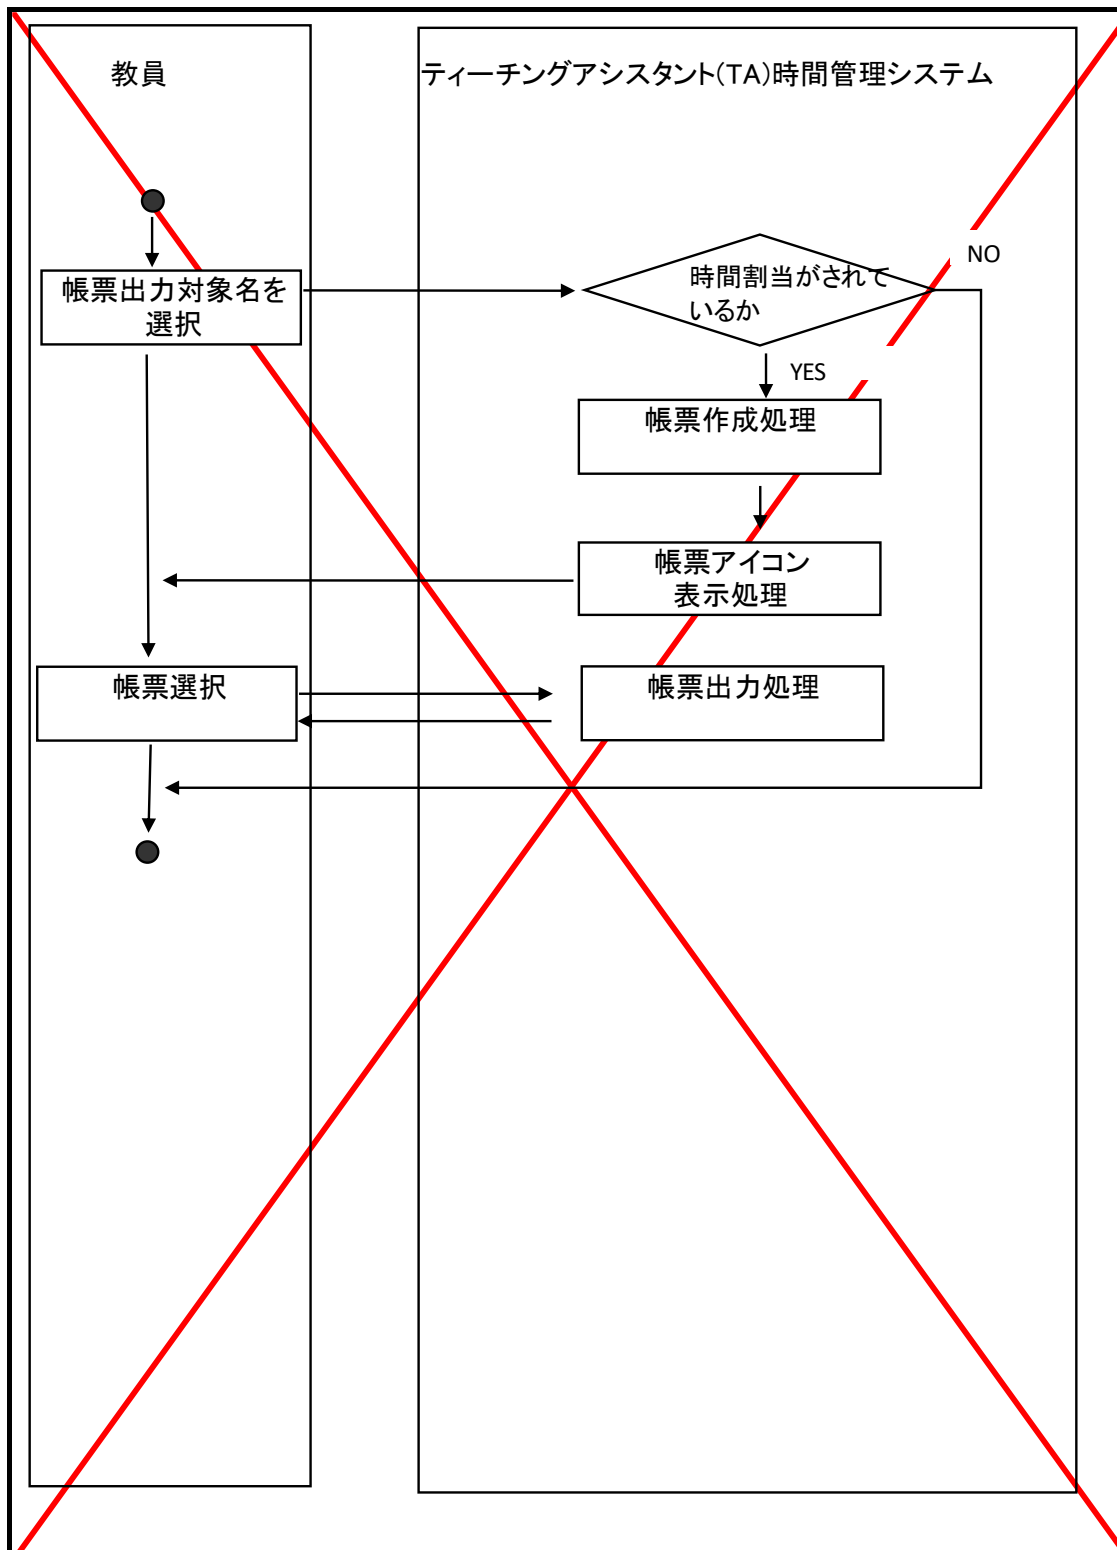 教員
ティーチングアシスタント(TA)時間管理システム
帳票出力対象名を
選択
時間割当がされて
いるか
NO
YES
帳票作成処理
帳票アイコン
表示処理
帳票選択
帳票出力処理